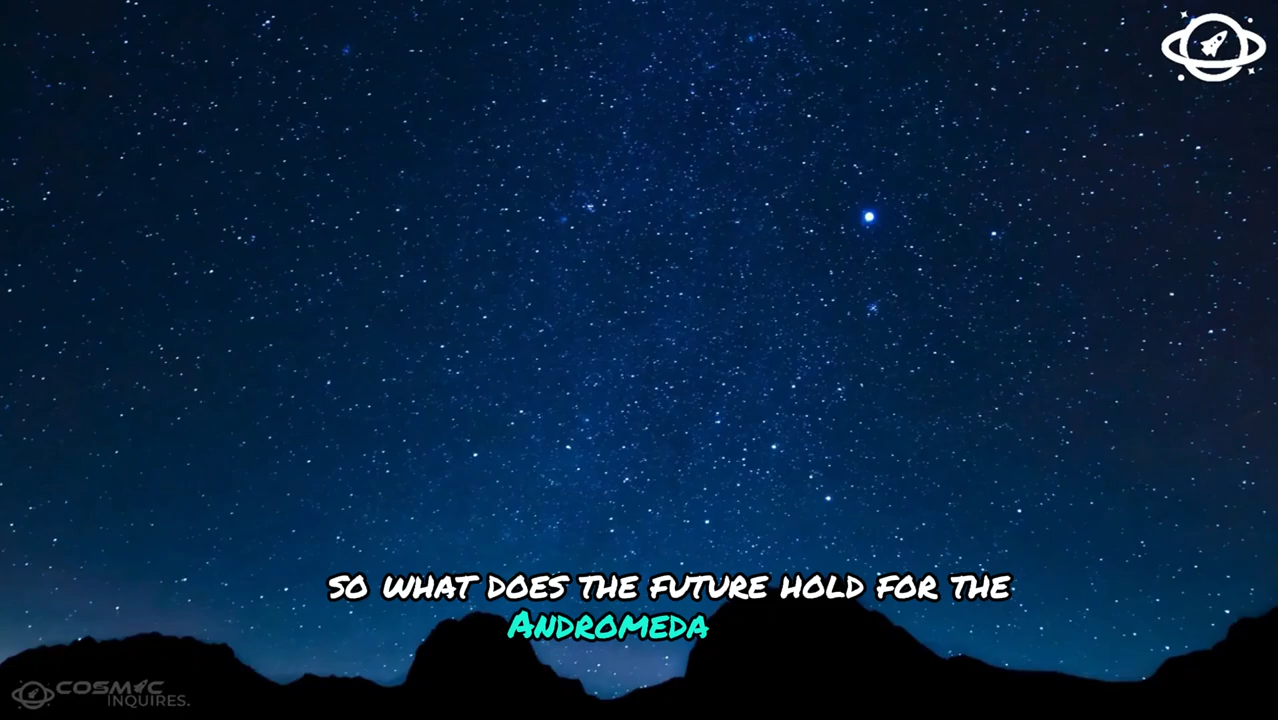 SO WHAT DOES THE FUTURE HOLD FOR THE
ANDROMEDA
COSMIC
INQUIRES.